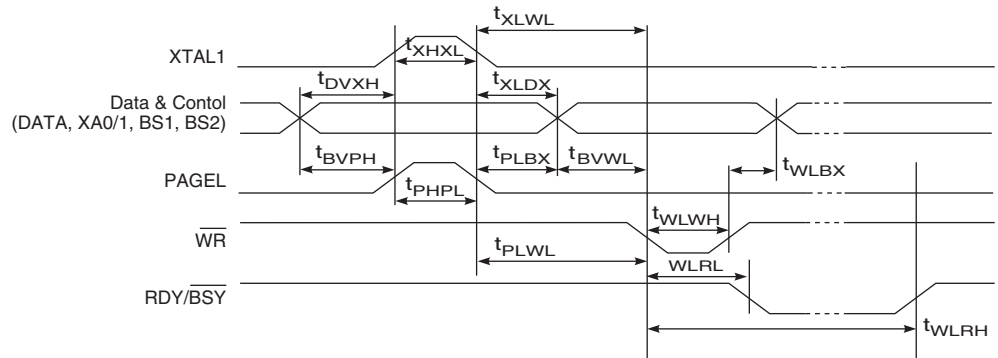 tXLWL
XTAL1
tXHXL
tDVXH
tXLDX
Data & Contol
(DATA, XA0/1, BS1, BS2)
tBVPH
tPLBX
tBVWL
tWLBX
PAGEL
tPHPL
tWLWH
WR
tPLWL
WLRL
RDY/BSY
tWLRH